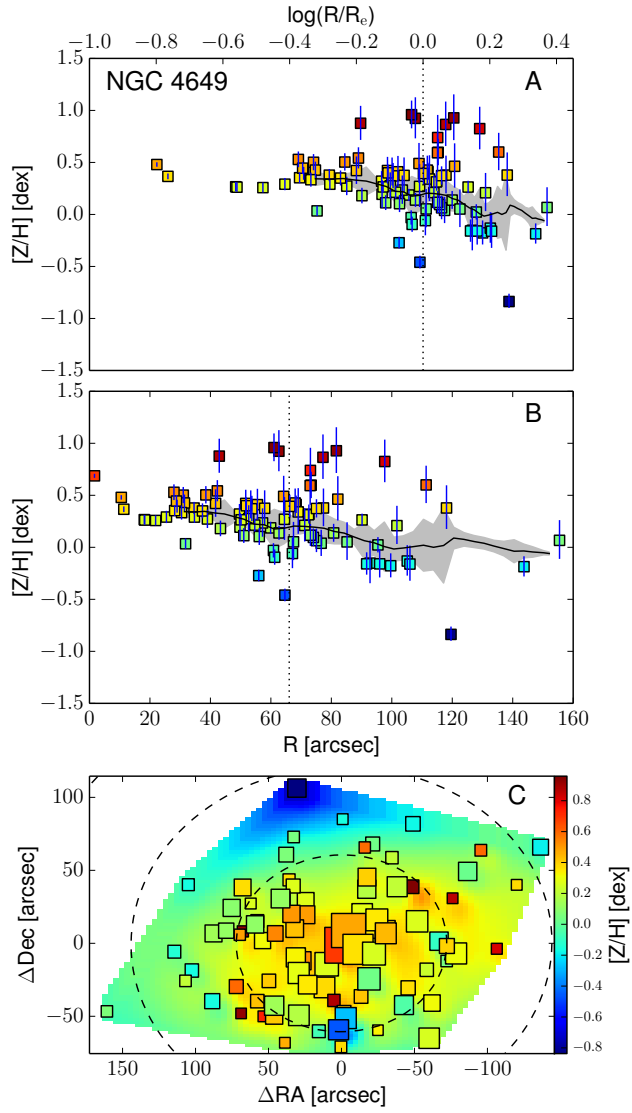 log(R/Re)
−1.0 −0.8 −0.6 −0.4 −0.2 0.0 0.2 0.4
NGC 4649
A
1.5
1.0
0.5
0.0
−0.5
−1.0
−1.5
[Z/H] [dex]
B
1.5
1.0
0.5
0.0
−0.5
−1.0
−1.5
[Z/H] [dex]
0 20 40 60 80 100 120 140 160
R [arcsec]
C
100
50
0
−50
ΔDec [arcsec]
150 100 50 0 −50 −100
ΔRA [arcsec]
0.8
0.6
0.4
0.2
0.0
−0.2
−0.4
−0.6
−0.8
[Z/H] [dex]